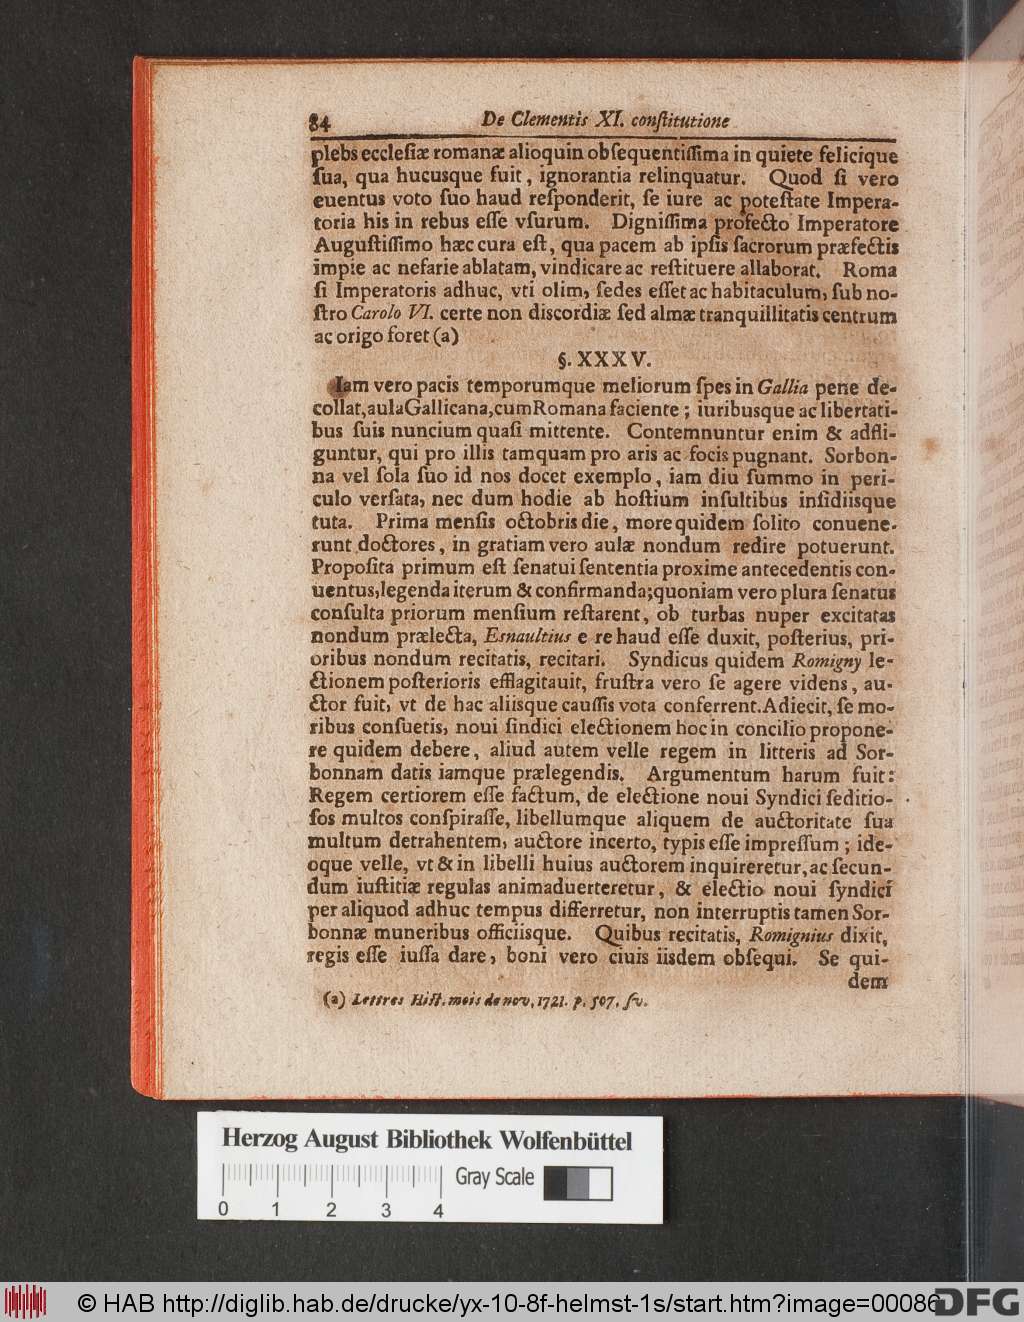 84 De Clementis XI. conſtitutione
plebs eccleſiæ romanæ alioquin obſequentiſſima in quiete felicique
ſua, qua hucusque fuit, ignorantia relinquatur. Quod ſi vero
euentus voto ſuo haud reſponderit, ſe iure ac poteſtate Impera-
toria his in rebus eſſe vſurum. Digniſſima profecto Imperatore
Auguſtiſſimo hæc cura eſt, qua pacem ab ipſis ſacrorum præfectis
impie ac nefarie ablatam, vindicare ac reſtituere allaborat. Roma
ſi Imperatoris adhuc, vti olim, ſedes eſſet ac habitaculum, ſub no-
ſtro Carolo VI. certe non discordiæ ſed almæ tranquillitatis centrum
ac origo foret (a)
§. XXXV.
Iam vero pacis temporumque meliorum ſpes in Gallia pene de-
collat, aula Gallicana, cum Romana faciente; iuribusque ac libertati-
bus ſuis nuncium quaſi mittente. Contemnuntur enim & adfli-
guntur, qui pro illis tamquam pro aris ac focis pugnant. Sorbon-
na vel ſola ſuo id nos docet exemplo, iam diu ſummo in peri-
culo verſata, nec dum hodie ab hoſtium inſultibus inſidiisque
tuta. Prima menſis octobris die, more quidem ſolito conuene-
runt doctores, in gratiam vero aulæ nondum redire potuerunt.
Propoſita primum eſt ſenatui ſententia proxime antecedentis con-
uentus, legenda iterum & confirmanda; quoniam vero plura ſenatus
conſulta priorum menſium reſtarent, ob turbas nuper excitatas
nondum prælecta, Esnaultius e re haud eſſe duxit, poſterius, pri-
oribus nondum recitatis, recitari. Syndicus quidem Romigny le-
ctionem poſterioris efflagitauit, fruſtra vero ſe agere videns, au-
ctor fuit, vt de hac aliisque cauſſis vota conferrent. Adiecit, ſe mo-
ribus conſuetis, noui ſindici electionem hoc in concilio propone-
re quidem debere, aliud autem velle regem in litteris ad Sor-
bonnam datis iamque prælegendis. Argumentum harum fuit:
Regem certiorem eſſe factum, de electione noui Syndici ſeditio-
ſos multos conſpiraſſe, libellumque aliquem de auctoritate ſua
multum detrahentem, auctore incerto, typis eſſe impreſſum; ide-
oque velle, vt & in libelli huius auctorem inquireretur, ac ſecun-
dum iuſtitiæ regulas animaduerteretur, & electio noui ſyndici
per aliquod adhuc tempus differretur, non interruptis tamen Sor-
bonnæ muneribus officiisque. Quibus recitatis, Romignius dixit,
regis eſſe iuſſa dare, boni vero ciuis iisdem obſequi. Se qui-
dem
(a) Lettres Hiſt. mois de nov. 1721. p. 507. ſv.
Herzog August Bibliothek Wolfenbüttel
Gray Scale
0 1 2 3 4
© HAB http://diglib.hab.de/drucke/yx-10-8f-helmst-1s/start.htm?image=00086
DFG